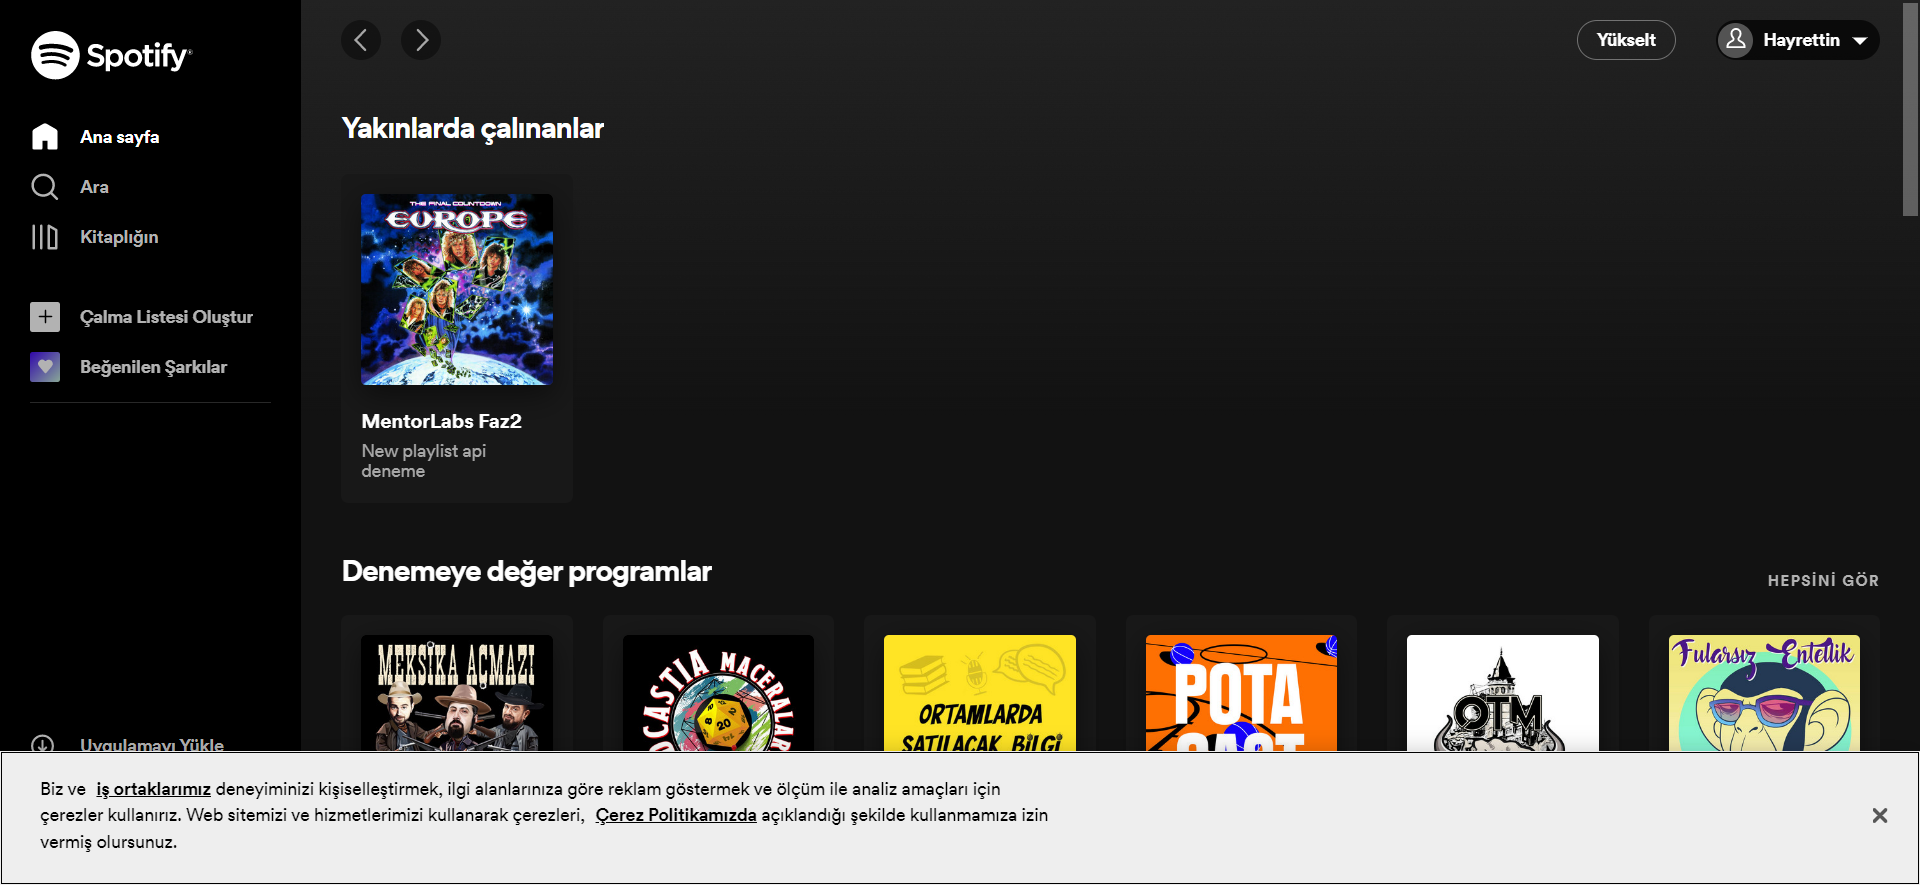 Spotify
Ana sayfa
Ara
Kitaplığın
Çalma Listesi Oluştur
Beğenilen Şarkılar
Uygulamayı Yükle
Yükselt
Hayrettin
Yakınlarda çalınanlar
THE FINAL COUNTDOWN
EUROPE
MentorLabs Faz2
New playlist api
deneme
Denemeye değer programlar
HEPSİNİ GÖR
MEKSİKA AÇMAZI
MACERALAR
8 20 2
ORTAMLARDA
SATILACAK BİLGİ
POTA
CAST
OTM
Fularsız Entellik
Biz ve iş ortaklarımız deneyiminizi kişiselleştirmek, ilgi alanlarınıza göre reklam göstermek ve ölçüm ile analiz amaçları için
çerezler kullanırız. Web sitemizi ve hizmetlerimizi kullanarak çerezleri, Çerez Politikamızda açıklandığı şekilde kullanmamıza izin
vermiş olursunuz.